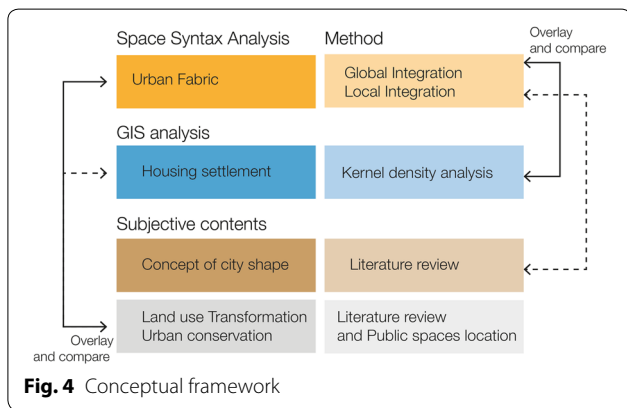 Space Syntax Analysis
Method
Overlay
and compare
Urban Fabric
Global Integration
Local Integration
GIS analysis
Housing settlement
Kernel density analysis
Subjective contents
Concept of city shape
Literature review
Land use Transformation
Urban conservation
Literature review
and Public spaces location
Overlay
and compare
Fig. 4 Conceptual framework